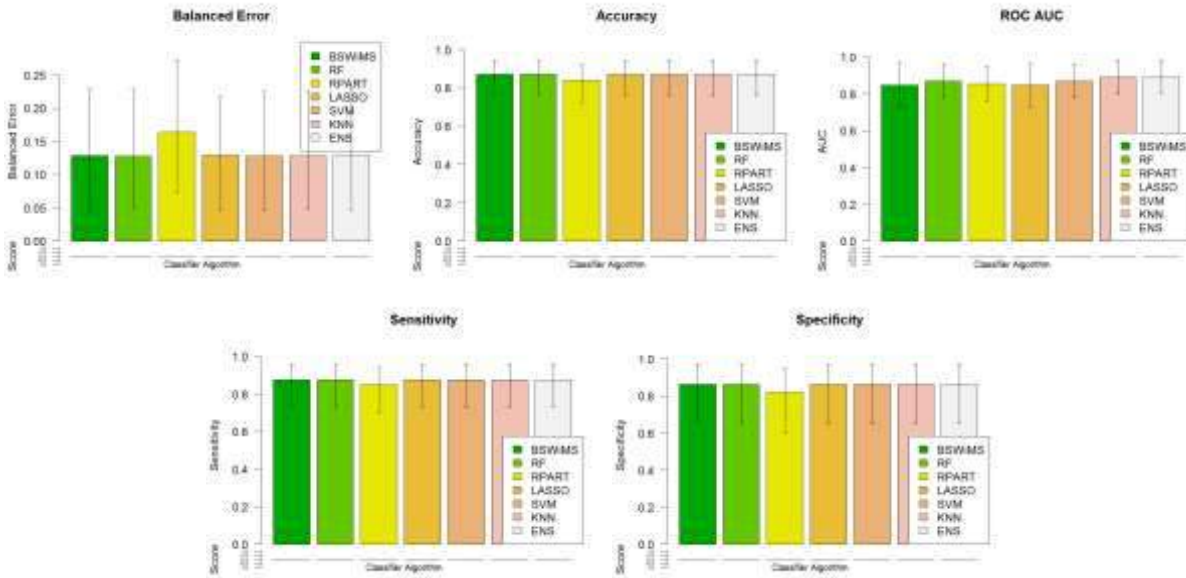 Balanced Error
Balanced Error
0.25
0.20
0.15
0.10
0.05
0.00
Score
Classifier Algorithm
BSWiMS
RF
RPART
LASSO
SVM
KNN
ENS
Accuracy
Accuracy
1.0
0.8
0.6
0.4
0.2
0.0
Score
Classifier Algorithm
BSWiMS
RF
RPART
LASSO
SVM
KNN
ENS
ROC AUC
AUC
1.0
0.8
0.6
0.4
0.2
0.0
Score
Classifier Algorithm
BSWiMS
RF
RPART
LASSO
SVM
KNN
ENS
Sensitivity
Sensitivity
1.0
0.8
0.6
0.4
0.2
0.0
Score
Classifier Algorithm
BSWiMS
RF
RPART
LASSO
SVM
KNN
ENS
Specificity
Specificity
1.0
0.8
0.6
0.4
0.2
0.0
Score
Classifier Algorithm
BSWiMS
RF
RPART
LASSO
SVM
KNN
ENS